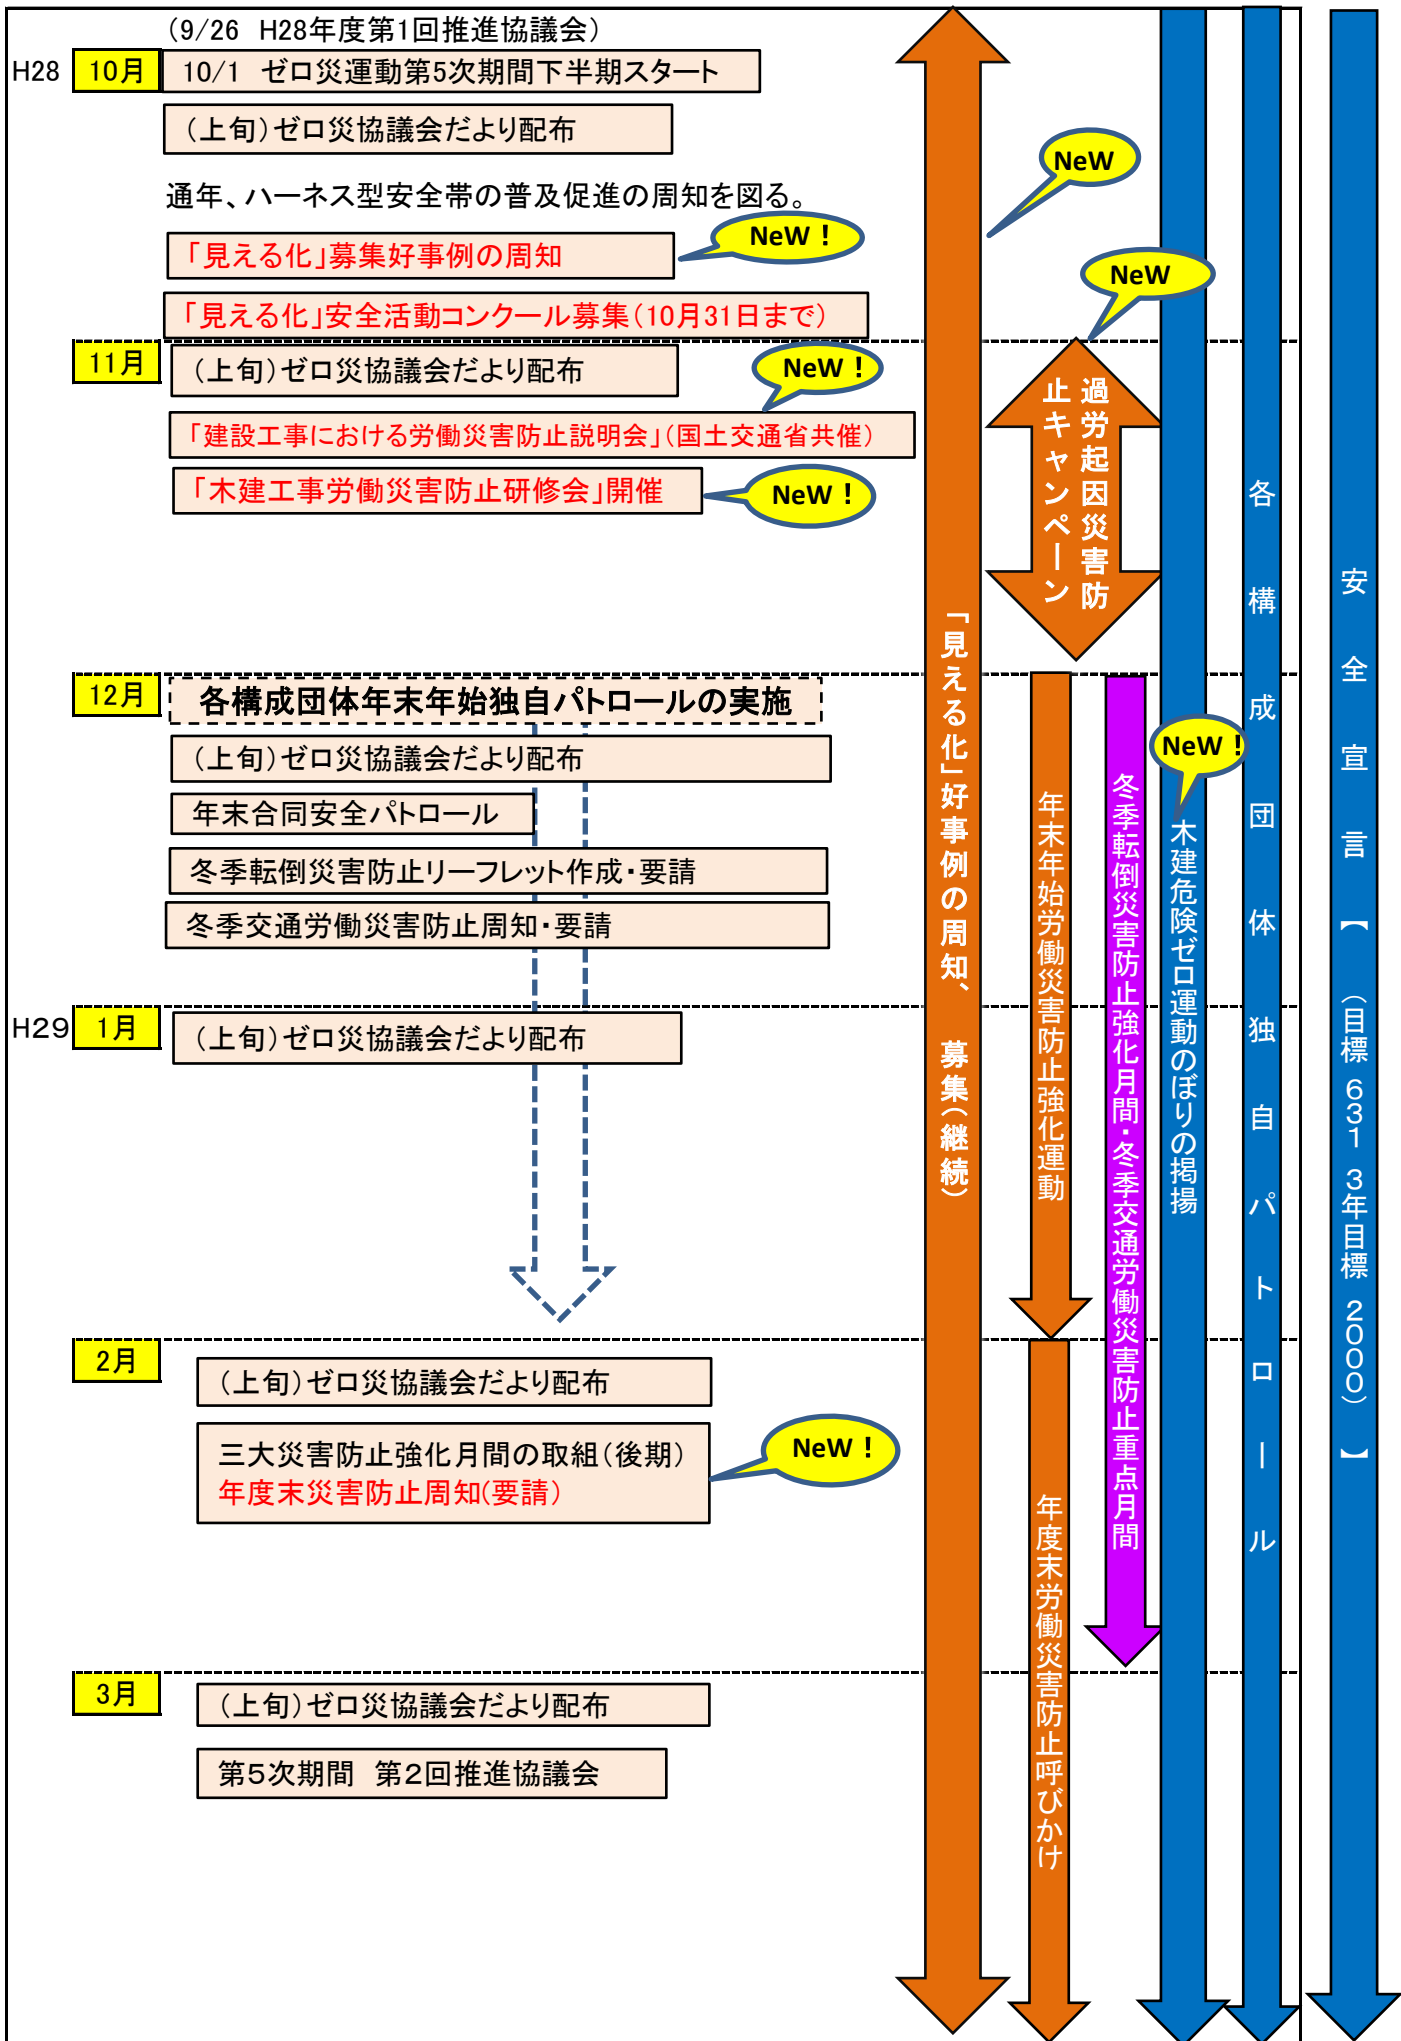 (9/26 H28年度第1回推進協議会)
H28
10月
10/1 ゼロ災運動第5次期間下半期スタート
(上旬)ゼロ災協議会だより配布
通年、ハーネス型安全帯の普及促進の周知を図る。
NeW！
「見える化」募集好事例の周知
「見える化」安全活動コンクール募集(10月31日まで)
11月
(上旬)ゼロ災協議会だより配布
NeW！
「建設工事における労働災害防止説明会」(国土交通省共催)
「木建工事労働災害防止研修会」開催
NeW！
12月
各構成団体年末年始独自パトロールの実施
(上旬)ゼロ災協議会だより配布
年末合同安全パトロール
冬季転倒災害防止リーフレット作成・要請
冬季交通労働災害防止周知・要請
H29
1月
(上旬)ゼロ災協議会だより配布
2月
(上旬)ゼロ災協議会だより配布
三大災害防止強化月間の取組(後期)
年度末災害防止周知(要請)
NeW！
3月
(上旬)ゼロ災協議会だより配布
第5次期間 第2回推進協議会
NeW
「見える化」好事例の周知、 募集(継続)
NeW
過労起因災害防
止キャンペーン
年末年始労働災害防止強化運動
年度末労働災害防止呼びかけ
冬季転倒災害防止強化月間・冬季交通労働災害防止重点月間
NeW！
木建危険ゼロ運動のぼりの掲揚
各構成団体独自パトロール
安全宣言【(目標 631 3年目標 2000)】